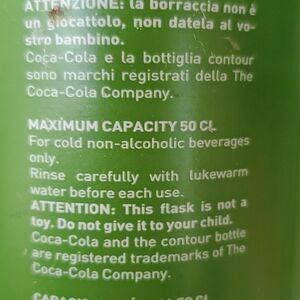 ATTENZIONE: la borraccia non è
un giocattolo, non datela al vo-
stro bambino.
Coca-Cola e la bottiglia contour
sono marchi registrati della The
Coca-Cola Company.
MAXIMUM CAPACITY 50 CL.
For cold non-alcoholic beverages
only.
Rinse carefully with lukewarm
water before each use.
ATTENTION: This flask is not a
toy. Do not give it to your child.
Coca-Cola and the contour bottle
are registered trademarks of The
Coca-Cola Company.